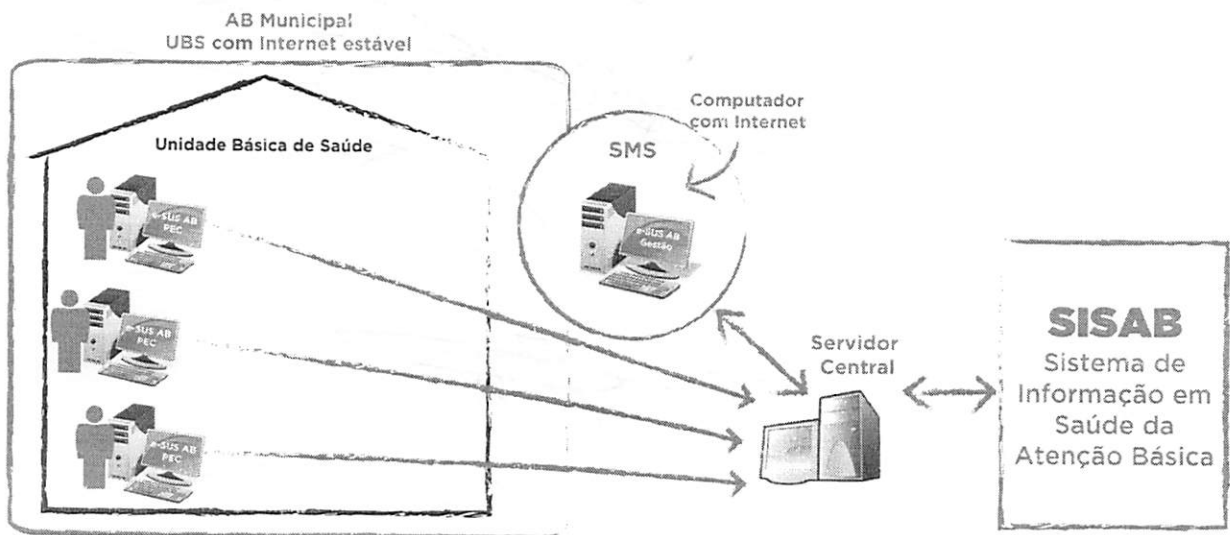 AB Municipal
UBS com Internet estável
Unidade Básica de Saúde
e-SUS AB
PEC
e-SUS AB
PEC
e-SUS AB
PEC
Computador
com Internet
SMS
e-SUS AB
Gestão
Servidor
Central
SISAB
Sistema de
Informação em
Saúde da
Atenção Básica